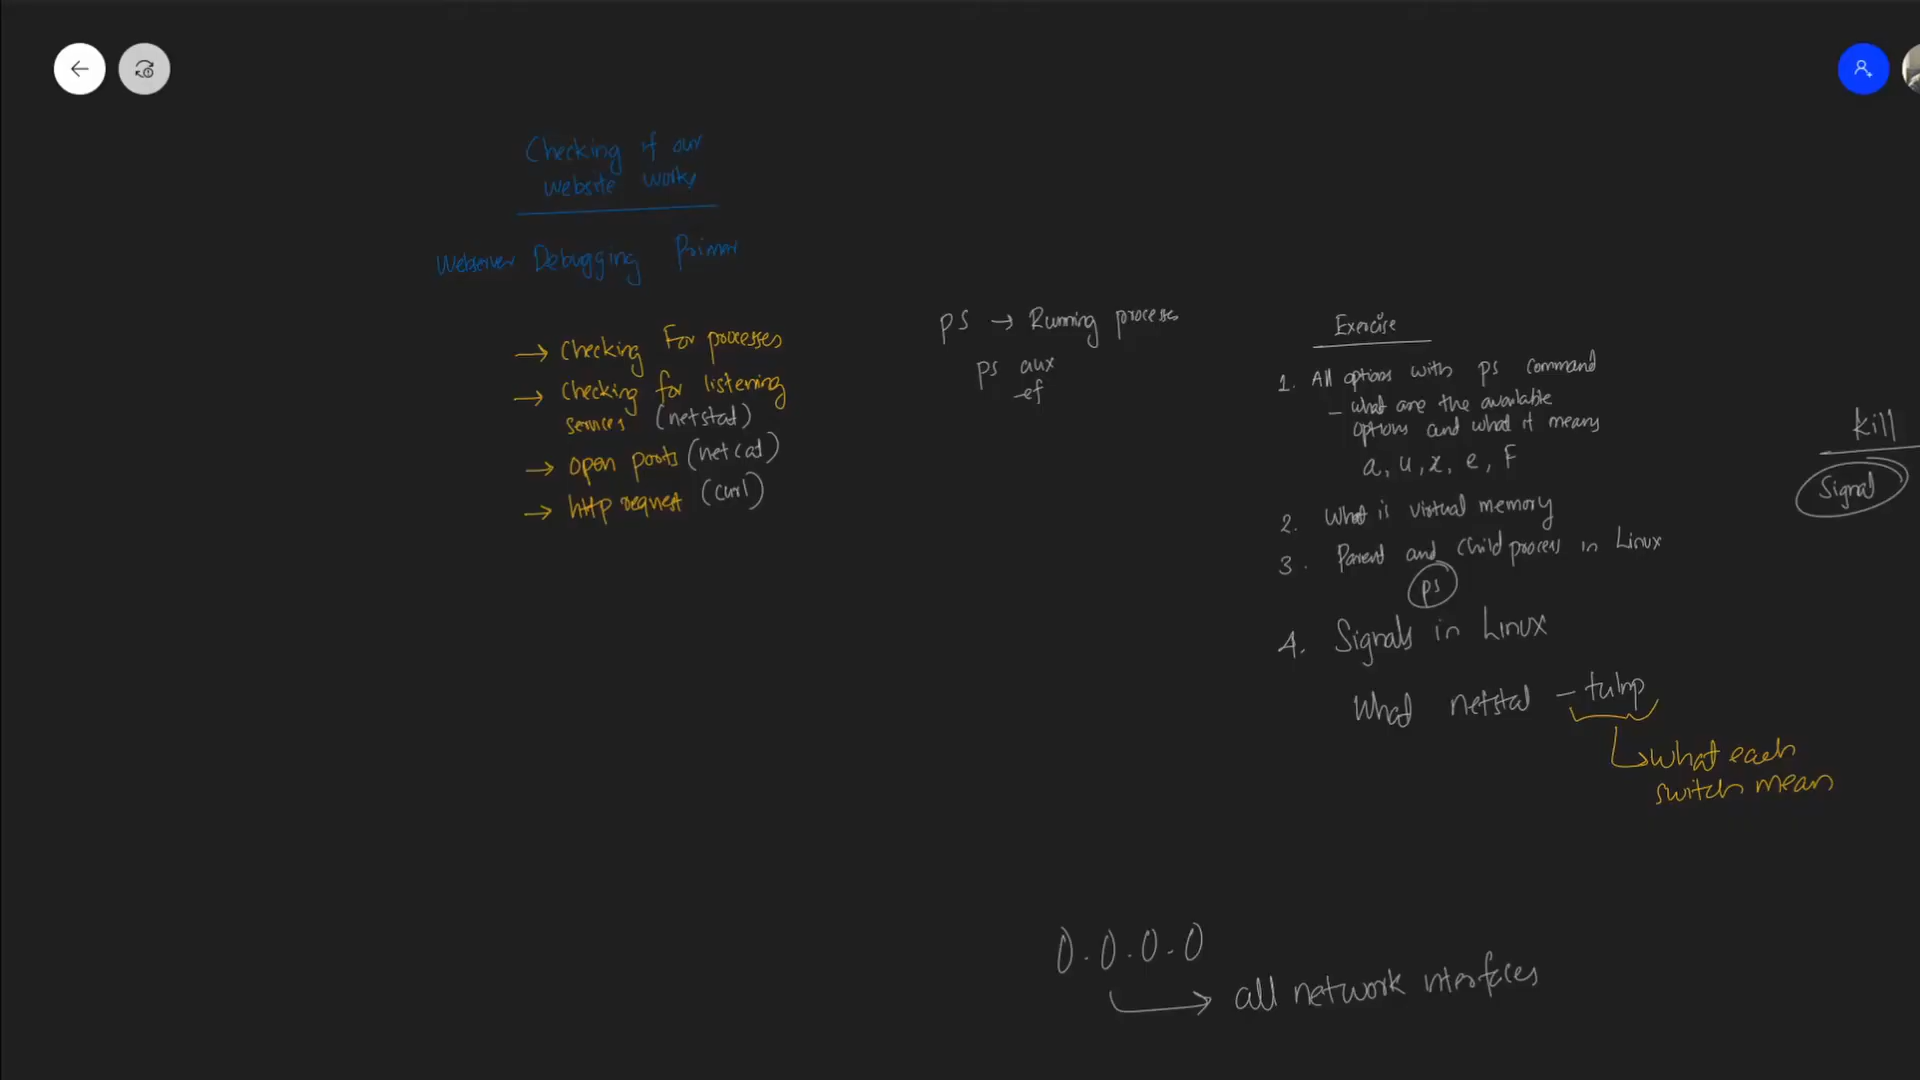 Checking if our
website works
Webserver Debugging Primer
→ Checking For processes
→ Checking for listening
services (netstat)
→ open ports (netcat)
→ http request (curl)
ps → Running processes
ps aux
-ef
Exercise
1. All options with ps command
- what are the available
options and what it means
a, u, x, e, F
2. What is virtual memory
3. Parent and Child process in Linux
ps
4. Signals in Linux
What netstat - tulnp
what each
switch mean
kill
Signal
0.0.0.0
→ all network interfaces